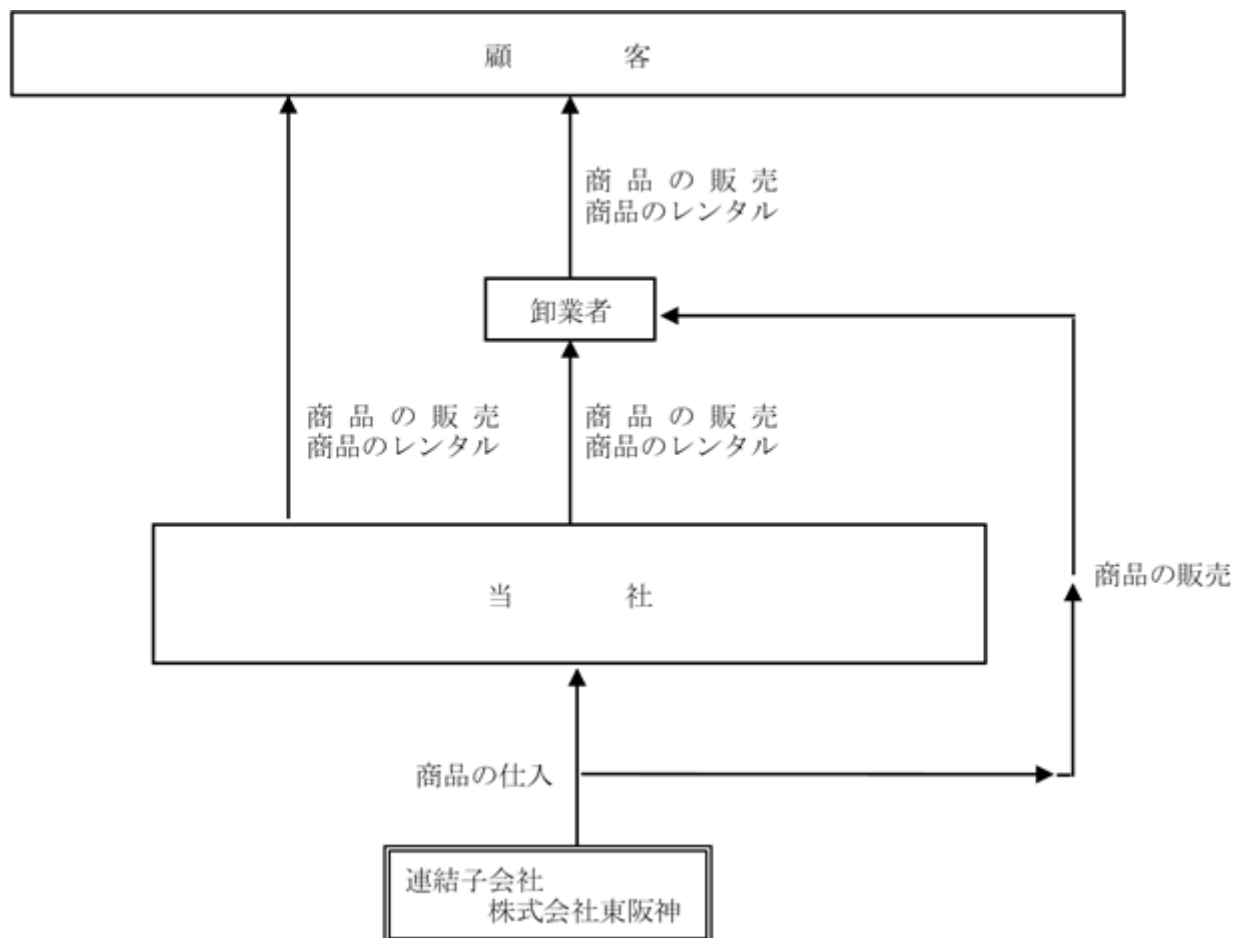 顧客
商品の販売
商品のレンタル
卸業者
商品の販売
商品のレンタル
商品の販売
商品のレンタル
当社
商品の販売
商品の仕入
連結子会社
株式会社東阪神